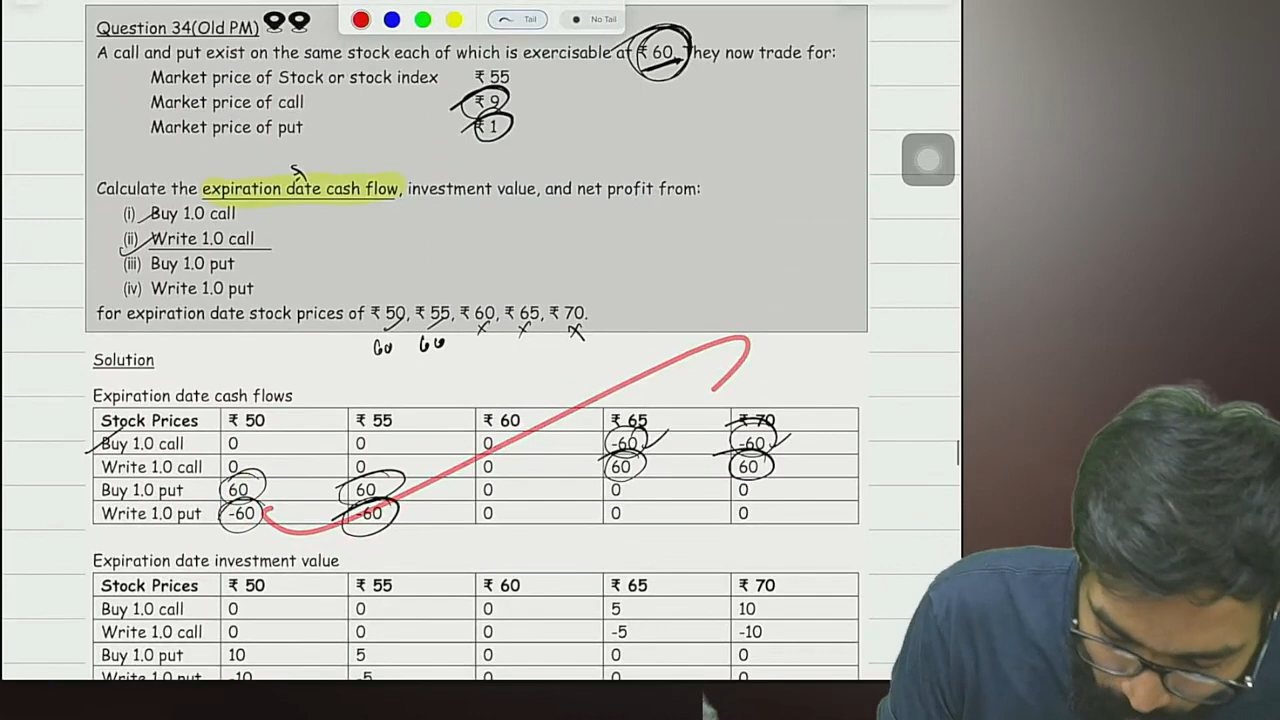 Tail
No Tail
Question 34(Old PM)
A call and put exist on the same stock each of which is exercisable at ₹ 60. They now trade for:
Market price of Stock or stock index ₹ 55
Market price of call ₹ 9
Market price of put ₹ 1
Calculate the expiration date cash flow, investment value, and net profit from:
(i) Buy 1.0 call
(ii) Write 1.0 call
(iii) Buy 1.0 put
(iv) Write 1.0 put
for expiration date stock prices of ₹ 50, ₹ 55, ₹ 60, ₹ 65, ₹ 70.
60 60
Solution
Expiration date cash flows
Stock Prices ₹ 50 ₹ 55 ₹ 60 ₹ 65 ₹ 70
Buy 1.0 call 0 0 0 -60 -60
Write 1.0 call 0 0 0 60 60
Buy 1.0 put 60 60 0 0 0
Write 1.0 put -60 -60 0 0 0
Expiration date investment value
Stock Prices ₹ 50 ₹ 55 ₹ 60 ₹ 65 ₹ 70
Buy 1.0 call 0 0 0 5 10
Write 1.0 call 0 0 0 -5 -10
Buy 1.0 put 10 5 0 0 0
Write 1.0 put -10 -5 0 0 0